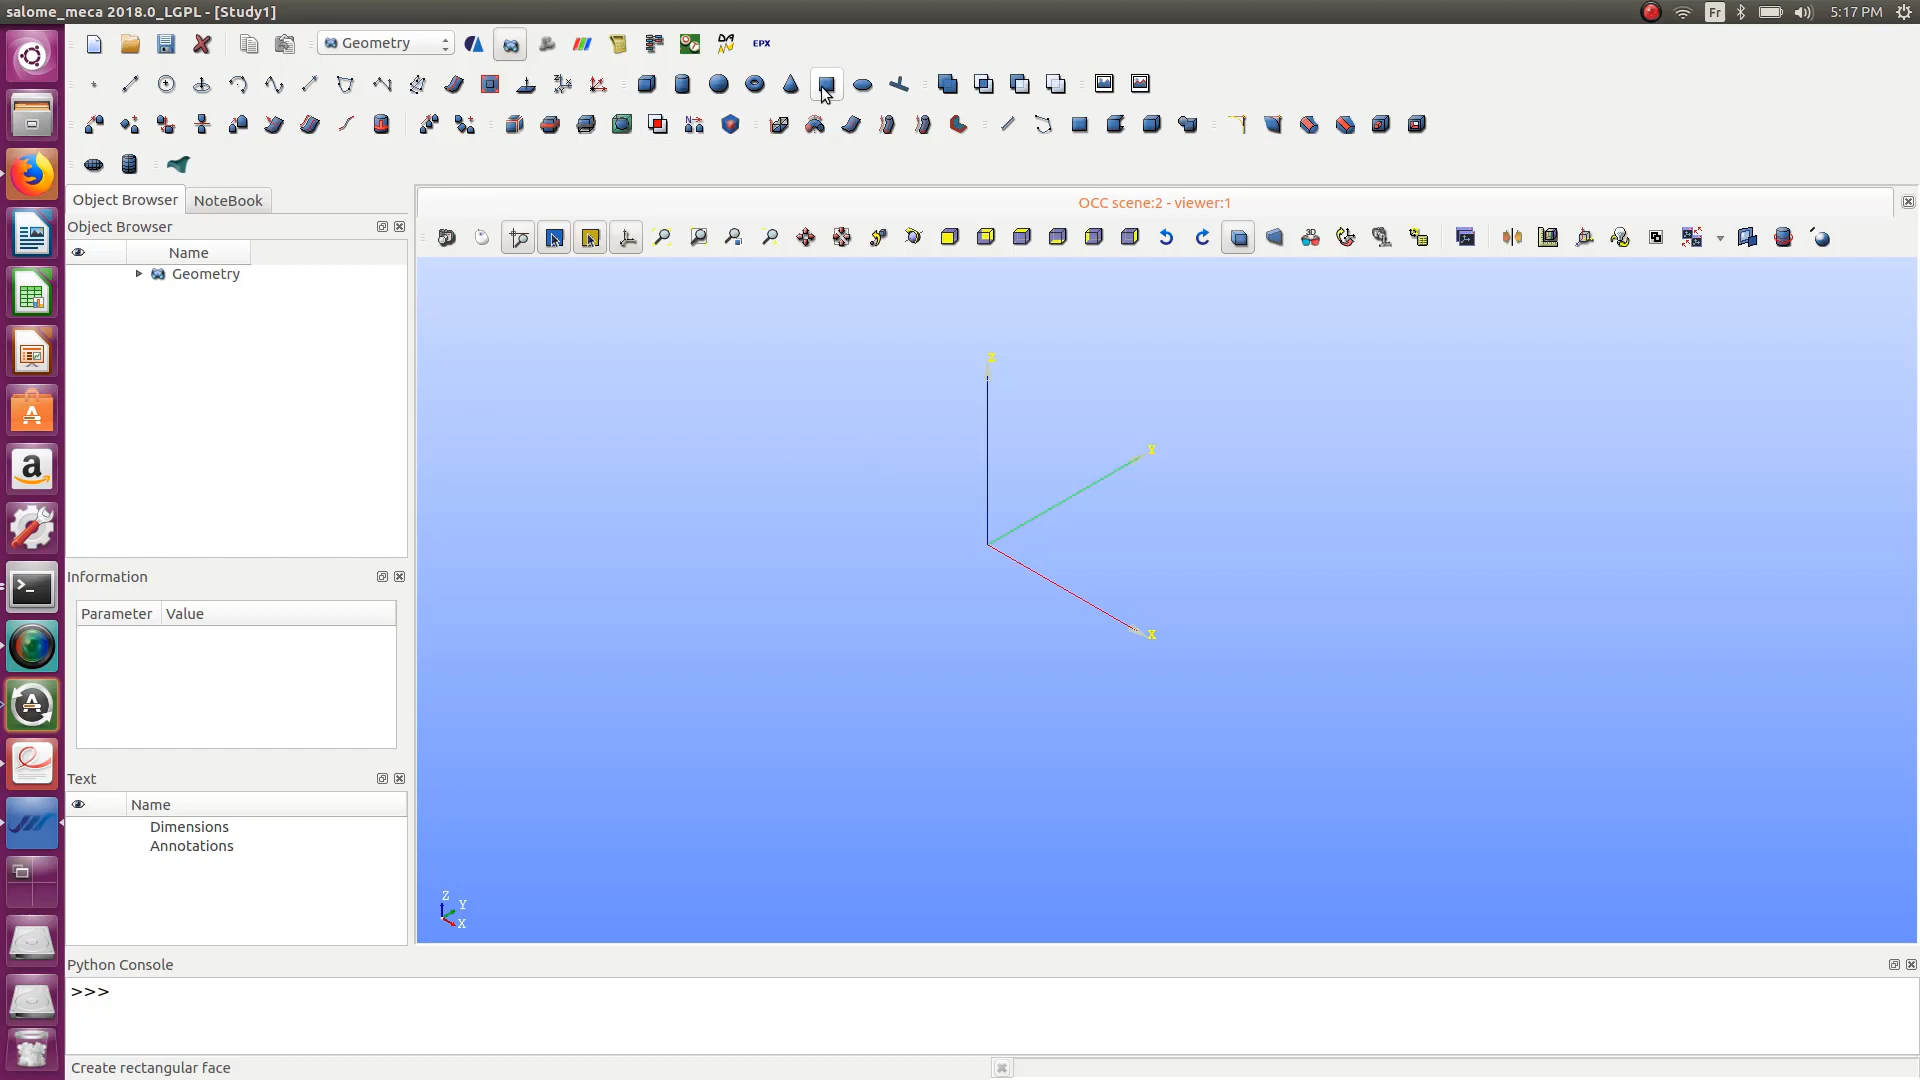 salome_meca 2018.0_LGPL - [Study1]
Fr
5:17 PM
Geometry
EPX
Object Browser
NoteBook
Object Browser
Name
Geometry
Information
Parameter
Value
Text
Name
Dimensions
Annotations
OCC scene:2 - viewer:1
Z
Y
X
Z
Y
X
Python Console
>>>
Create rectangular face